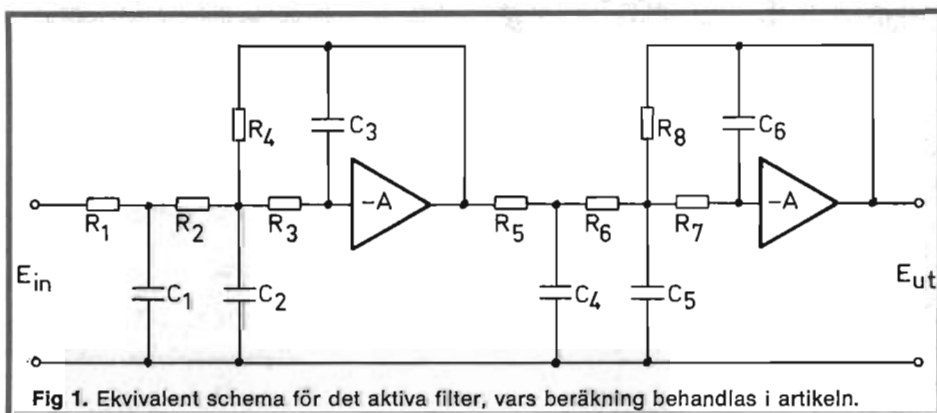 R4
C3
R8
C6
R1
R2
R3
–A
R5
R6
R7
–A
Ein
C1
C2
C4
C5
Eut
Fig 1. Ekvivalent schema för det aktiva filter, vars beräkning behandlas i artikeln.